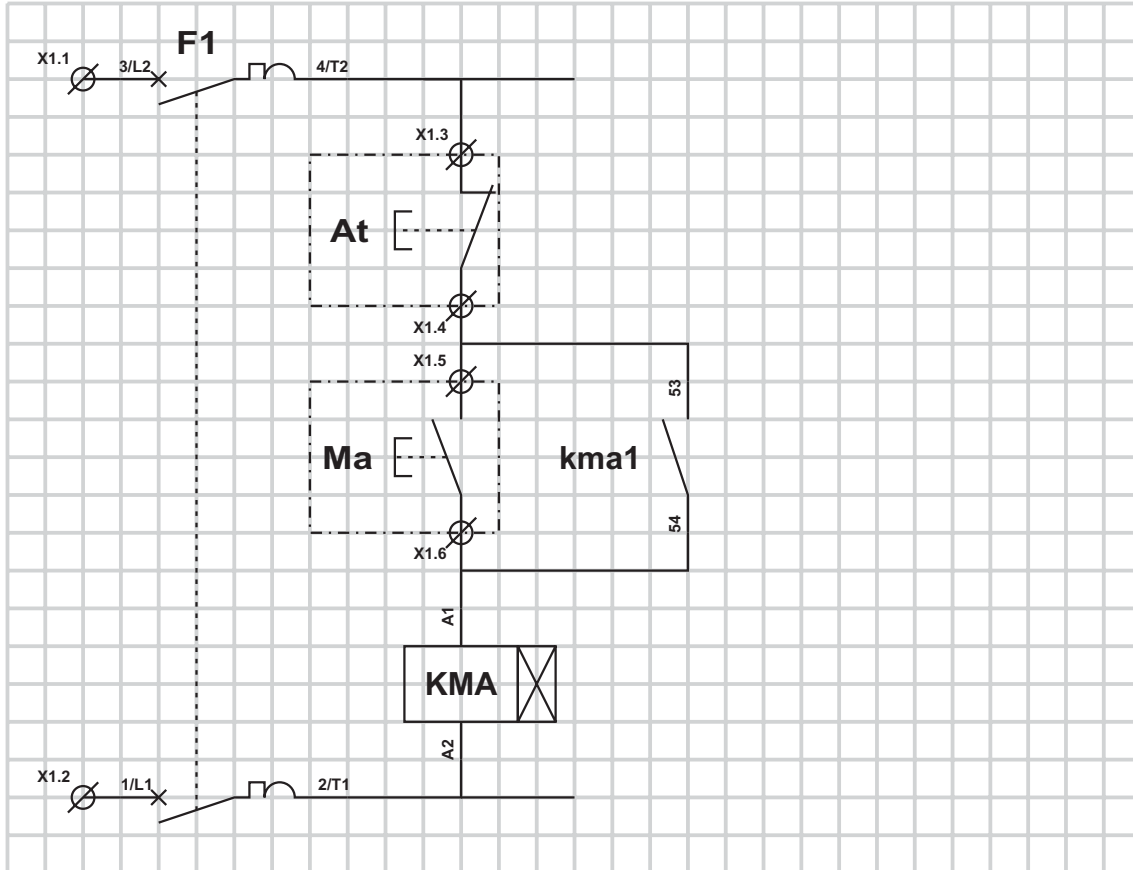 F1
X1.1
3/L2
4/T2
X1.3
At
X1.4
X1.5
53
Ma
kma1
54
X1.6
A1
KMA
A2
X1.2
1/L1
2/T1